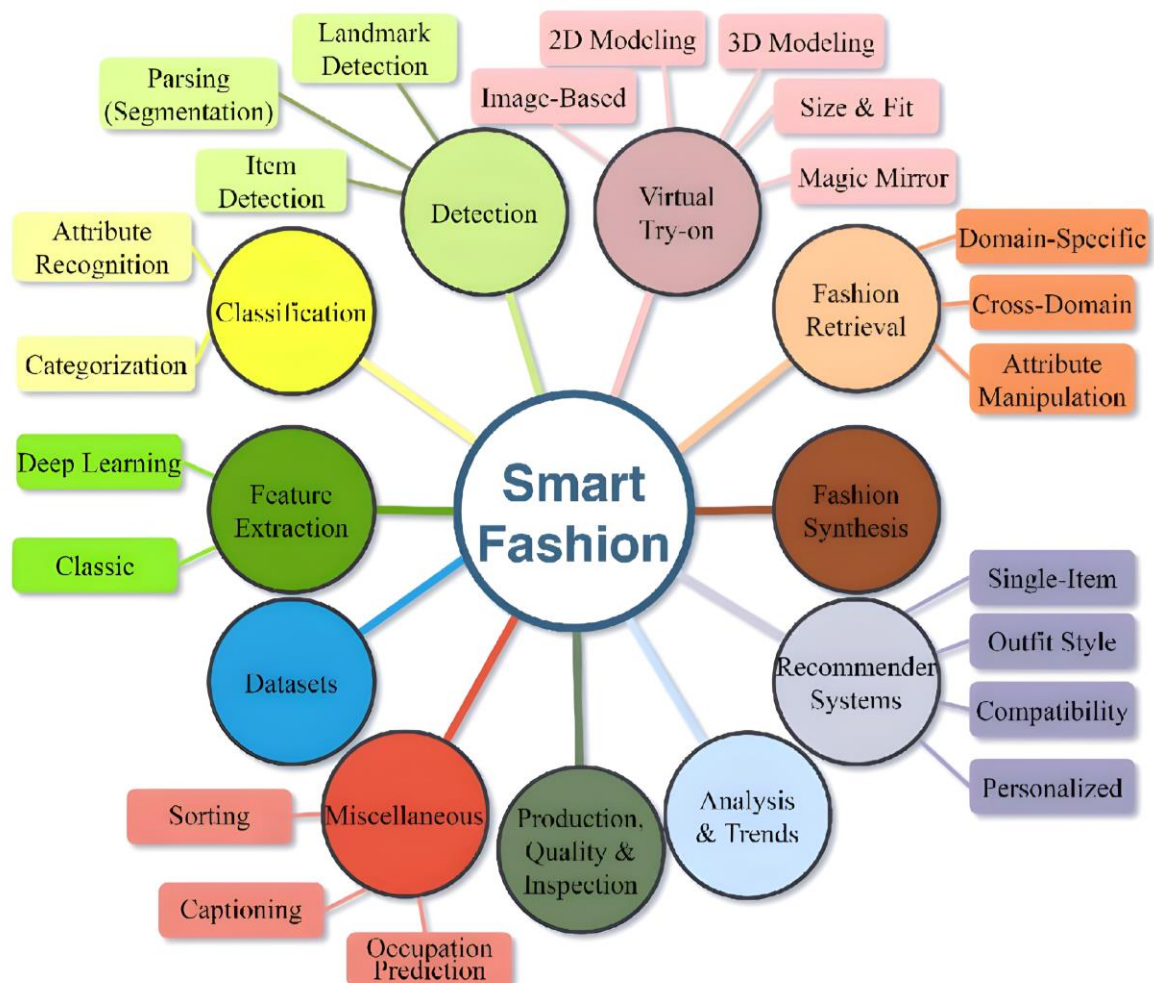 Landmark
Detection
Parsing
(Segmentation)
Item
Detection
Detection
2D Modeling
3D Modeling
Image-Based
Size & Fit
Magic Mirror
Virtual
Try-on
Attribute
Recognition
Categorization
Classification
Domain-Specific
Cross-Domain
Attribute
Manipulation
Fashion
Retrieval
Deep Learning
Classic
Feature
Extraction
Smart
Fashion
Fashion
Synthesis
Datasets
Single-Item
Outfit Style
Compatibility
Personalized
Recommender
Systems
Sorting
Captioning
Occupation
Prediction
Miscellaneous
Production,
Quality &
Inspection
Analysis
& Trends